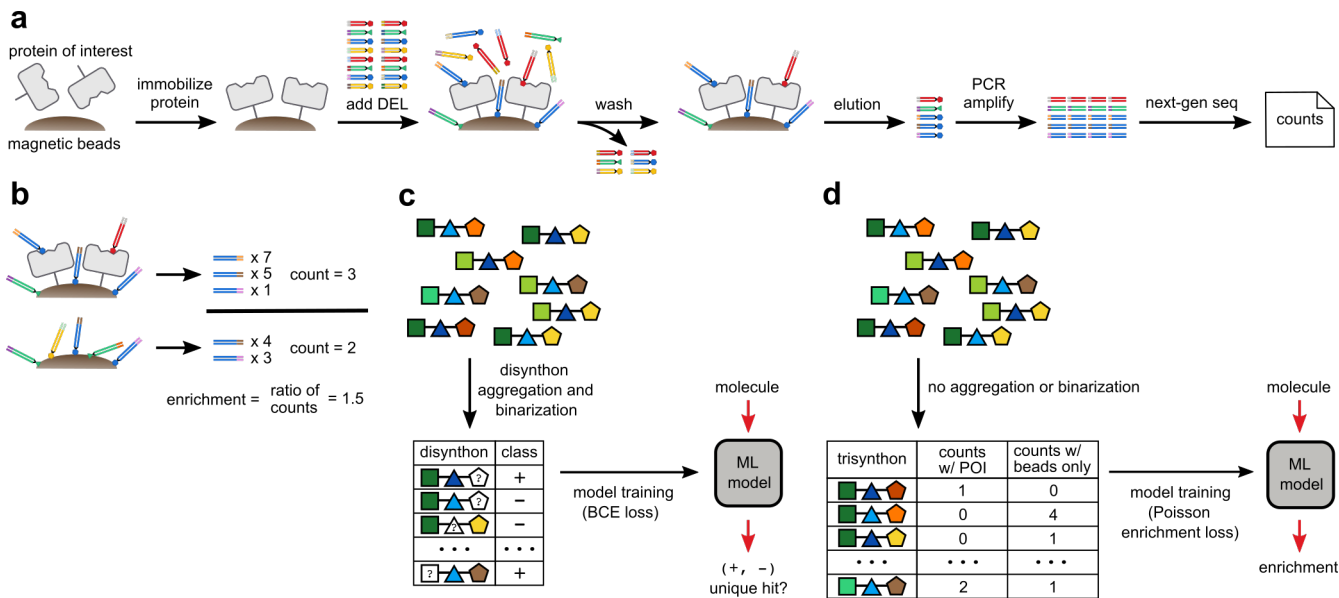 a
protein of interest
magnetic beads
immobilize
protein
add DEL
wash
elution
PCR
amplify
next-gen seq
counts
b
x 7
x 5
x 1
count = 3
x 4
x 3
count = 2
enrichment = ratio of counts = 1.5
c
disynthon
aggregation and
binarization
disynthon class
? +
? −
? −
• • • • • •
? +
model training
(BCE loss)
molecule
ML
model
(+, −)
unique hit?
d
no aggregation or binarization
trisynthon counts w/ POI counts w/ beads only
1 0
0 4
0 1
• • • • • • • • •
2 1
model training
(Poisson
enrichment loss)
molecule
ML
model
enrichment